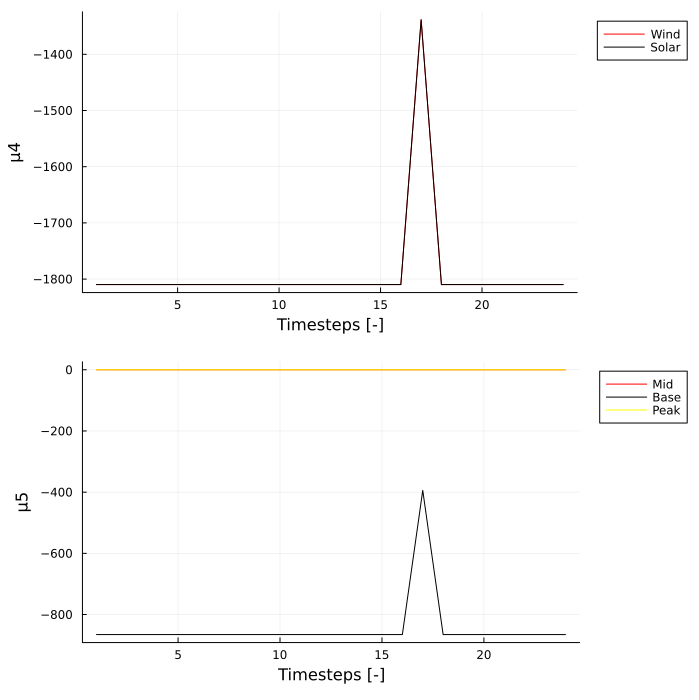 −1400
−1500
−1600
−1700
−1800
μ4
5 10 15 20
Timesteps [-]
Wind
Solar
0
−200
−400
−600
−800
μ5
5 10 15 20
Timesteps [-]
Mid
Base
Peak